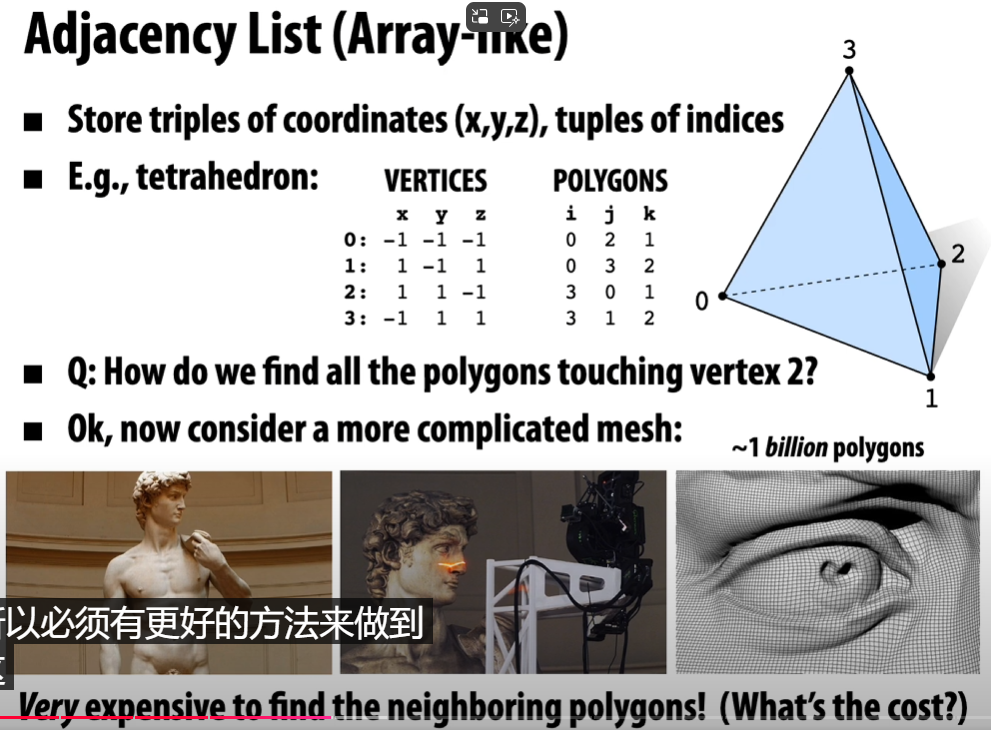 Adjacency List (Array-like)
■ Store triples of coordinates (x,y,z), tuples of indices
■ E.g., tetrahedron:
VERTICES
x y z
0: -1 -1 -1
1: 1 -1 1
2: 1 1 -1
3: -1 1 1
POLYGONS
i j k
0 2 1
0 3 2
3 0 1
3 1 2
3
2
0
1
■ Q: How do we find all the polygons touching vertex 2?
■ Ok, now consider a more complicated mesh:
~1 billion polygons
以必须有更好的方法来做到
Very expensive to find the neighboring polygons! (What's the cost?)